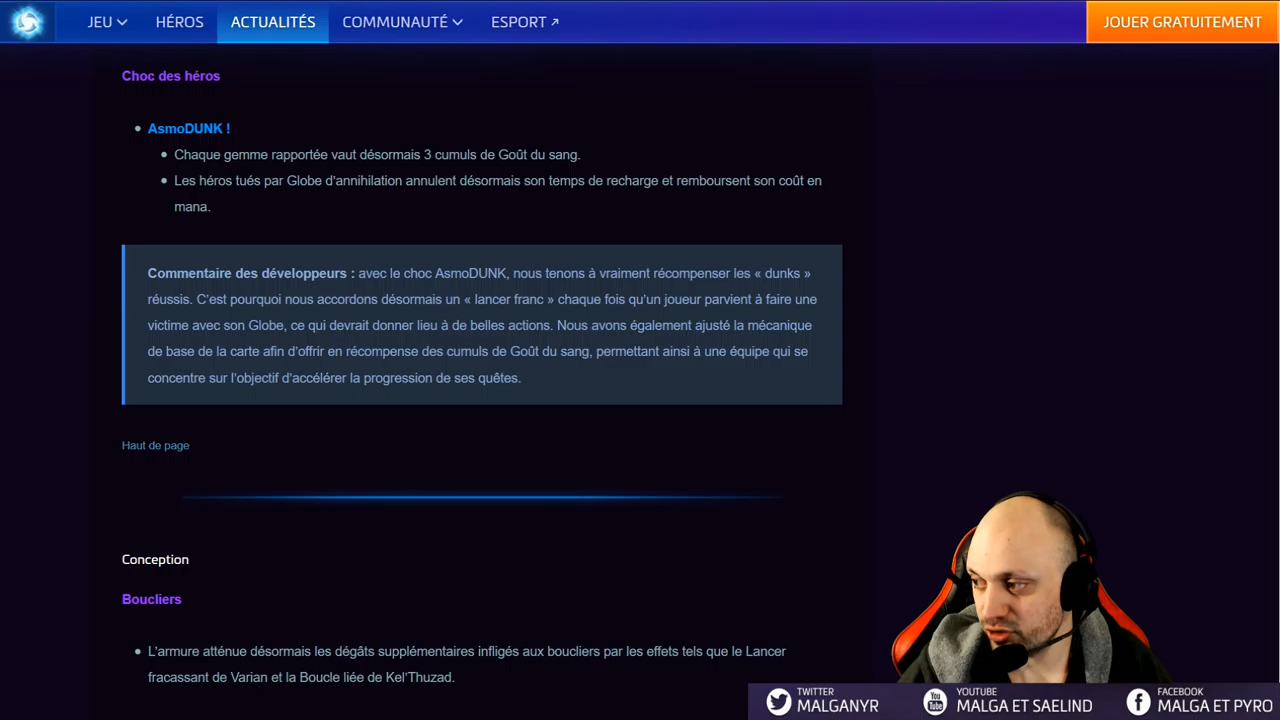 JEU HÉROS ACTUALITÉS COMMUNAUTÉ ESPORT JOUER GRATUITEMENT
Choc des héros
AsmoDUNK !
Chaque gemme rapportée vaut désormais 3 cumuls de Goût du sang.
Les héros tués par Globe d'annihilation annulent désormais son temps de recharge et remboursent son coût en
mana.
Commentaire des développeurs : avec le choc AsmoDUNK, nous tenons à vraiment récompenser les « dunks »
réussis. C'est pourquoi nous accordons désormais un « lancer franc » chaque fois qu'un joueur parvient à faire une
victime avec son Globe, ce qui devrait donner lieu à de belles actions. Nous avons également ajusté la mécanique
de base de la carte afin d'offrir en récompense des cumuls de Goût du sang, permettant ainsi à une équipe qui se
concentre sur l'objectif d'accélérer la progression de ses quêtes.
Haut de page
Conception
Boucliers
L'armure atténue désormais les dégâts supplémentaires infligés aux boucliers par les effets tels que le Lancer
fracassant de Varian et la Boucle liée de Kel'Thuzad.
TWITTER
MALGANYR
YOUTUBE
MALGA ET SAELIND
FACEBOOK
MALGA ET PYRO